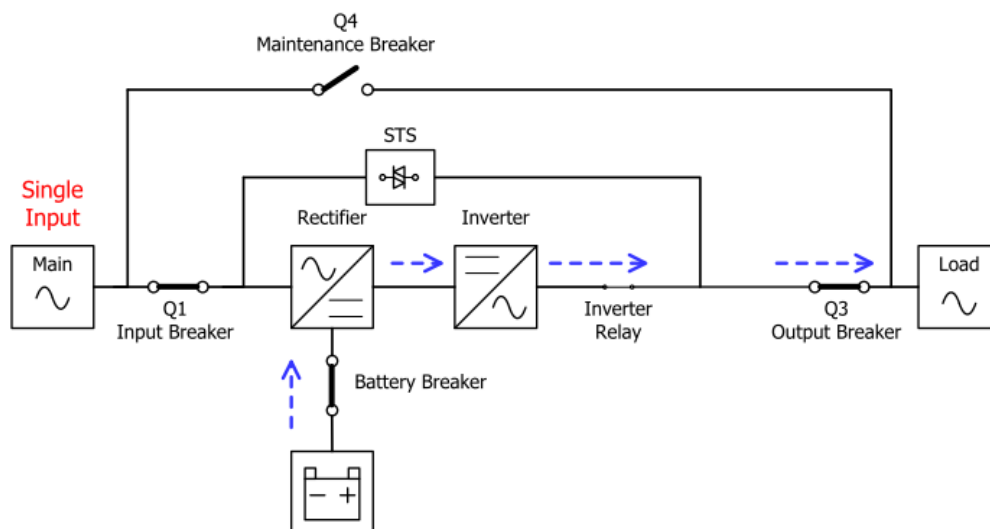 Q4
Maintenance Breaker
STS
Single
Input
Rectifier
Inverter
Main
Load
Q1
Input Breaker
Inverter
Relay
Q3
Output Breaker
Battery Breaker
- +